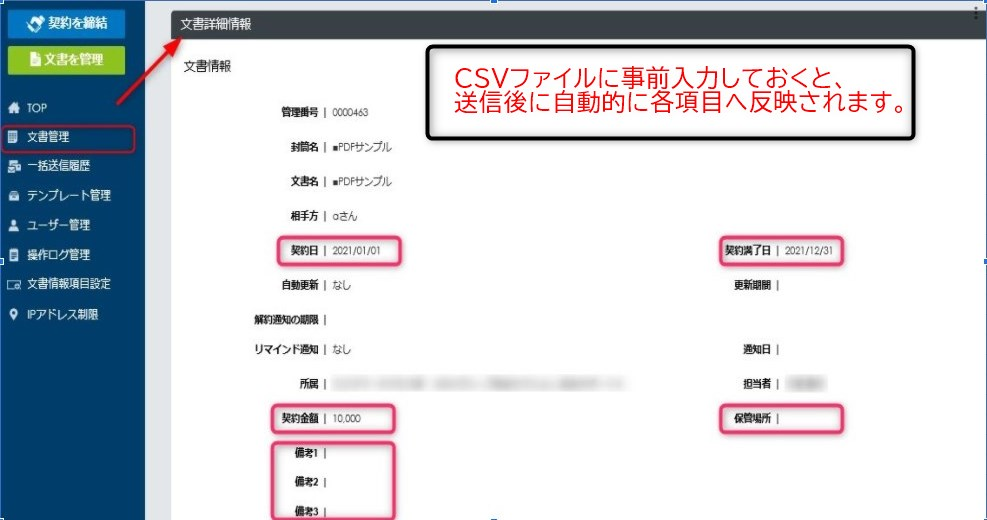 契約を締結
文書を管理
TOP
文書管理
一括送信履歴
テンプレート管理
ユーザー管理
操作ログ管理
文書情報項目設定
IPアドレス制限
文書詳細情報
文書情報
CSVファイルに事前入力しておくと、
送信後に自動的に各項目へ反映されます。
管理番号 | 0000463
封筒名 | ■PDFサンプル
文書名 | ■PDFサンプル
相手方 | oさん
契約日 | 2021/01/01 契約満了日 | 2021/12/31
自動更新 | なし 更新期間 |
解約通知の期限 |
リマインド通知 | なし 通知日 |
所属 | 担当者 |
契約金額 | 10,000 保管場所 |
備考1 |
備考2 |
備考3 |